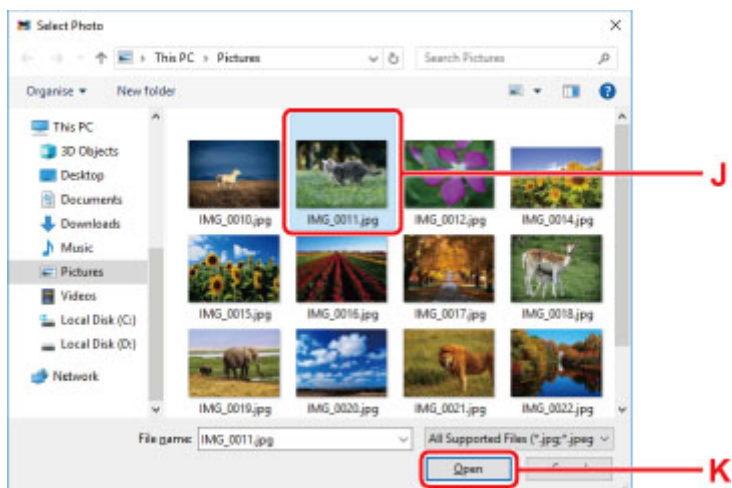 Select Photo
This PC > Pictures
Search Pictures
Organise
New folder
This PC
3D Objects
Desktop
Documents
Downloads
Music
Pictures
Videos
Local Disk (C:)
Local Disk (D:)
Network
IMG_0010.jpg IMG_0011.jpg IMG_0012.jpg IMG_0014.jpg
IMG_0015.jpg IMG_0016.jpg IMG_0017.jpg IMG_0018.jpg
IMG_0019.jpg IMG_0020.jpg IMG_0021.jpg IMG_0022.jpg
J
File name: IMG_0011.jpg All Supported Files (*.jpg;*.jpeg
Open
K